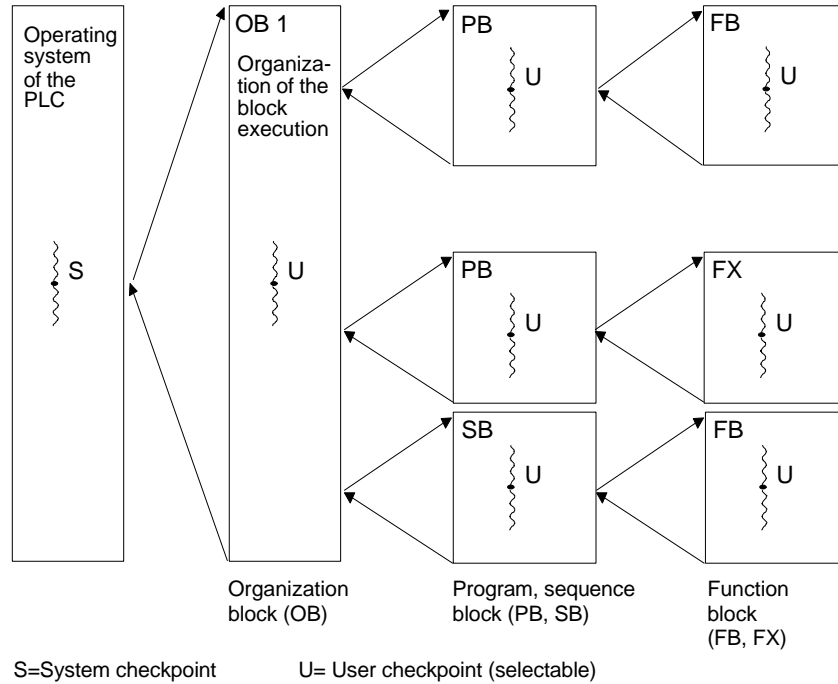 Operating
system
of the
PLC
S
OB 1
Organiza-
tion of the
block
execution
U
PB
U
FB
U
PB
U
FX
U
SB
U
FB
U
Organization
block (OB)
Program, sequence
block (PB, SB)
Function
block
(FB, FX)
S=System checkpoint
U= User checkpoint (selectable)